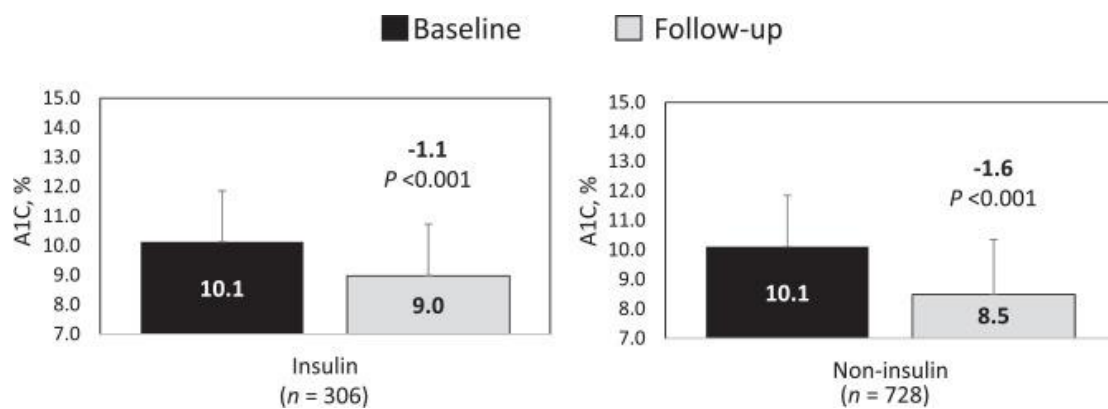 Baseline Follow-up
A1C, %
15.0
14.0
13.0
12.0
11.0
10.0
9.0
8.0
7.0
-1.1
P <0.001
10.1
9.0
Insulin
(n = 306)
A1C, %
15.0
14.0
13.0
12.0
11.0
10.0
9.0
8.0
7.0
-1.6
P <0.001
10.1
8.5
Non-insulin
(n = 728)